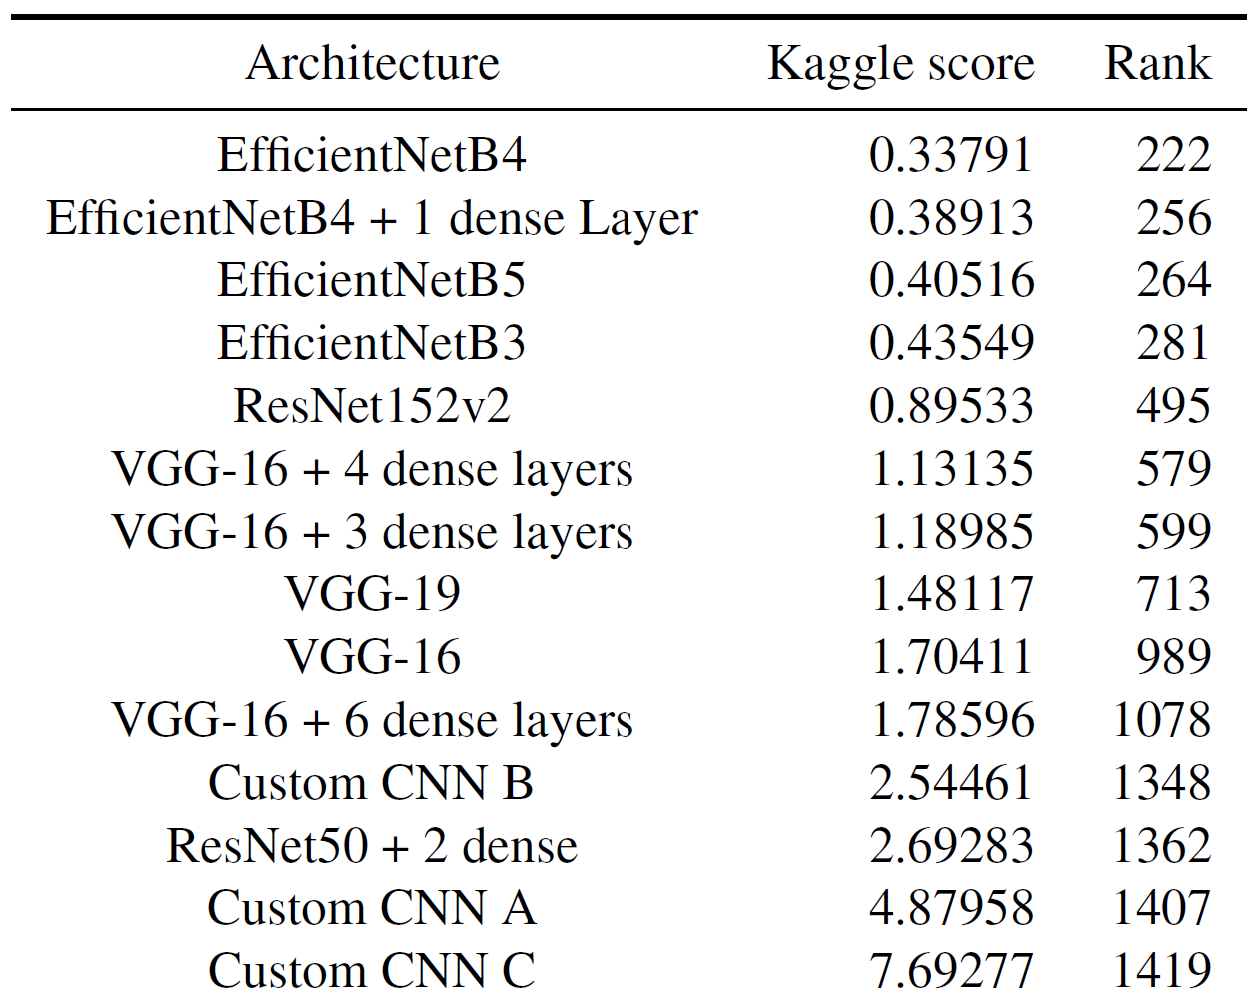 Architecture Kaggle score Rank
EfficientNetB4 0.33791 222
EfficientNetB4 + 1 dense Layer 0.38913 256
EfficientNetB5 0.40516 264
EfficientNetB3 0.43549 281
ResNet152v2 0.89533 495
VGG-16 + 4 dense layers 1.13135 579
VGG-16 + 3 dense layers 1.18985 599
VGG-19 1.48117 713
VGG-16 1.70411 989
VGG-16 + 6 dense layers 1.78596 1078
Custom CNN B 2.54461 1348
ResNet50 + 2 dense 2.69283 1362
Custom CNN A 4.87958 1407
Custom CNN C 7.69277 1419